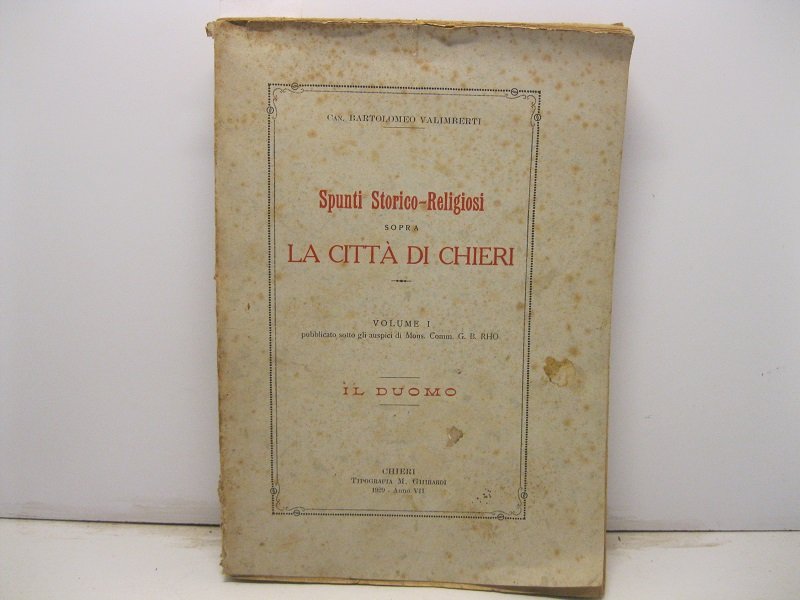 CAN. BARTOLOMEO VALIMBERTI
Spunti Storico-Religiosi
SOPRA
LA CITTÀ DI CHIERI
VOLUME I
pubblicato sotto gli auspici di Mons. Comm. G. B. RHO
IL DUOMO
CHIERI
TIPOGRAFIA M. GHIRARDI
1929 - Anno VII